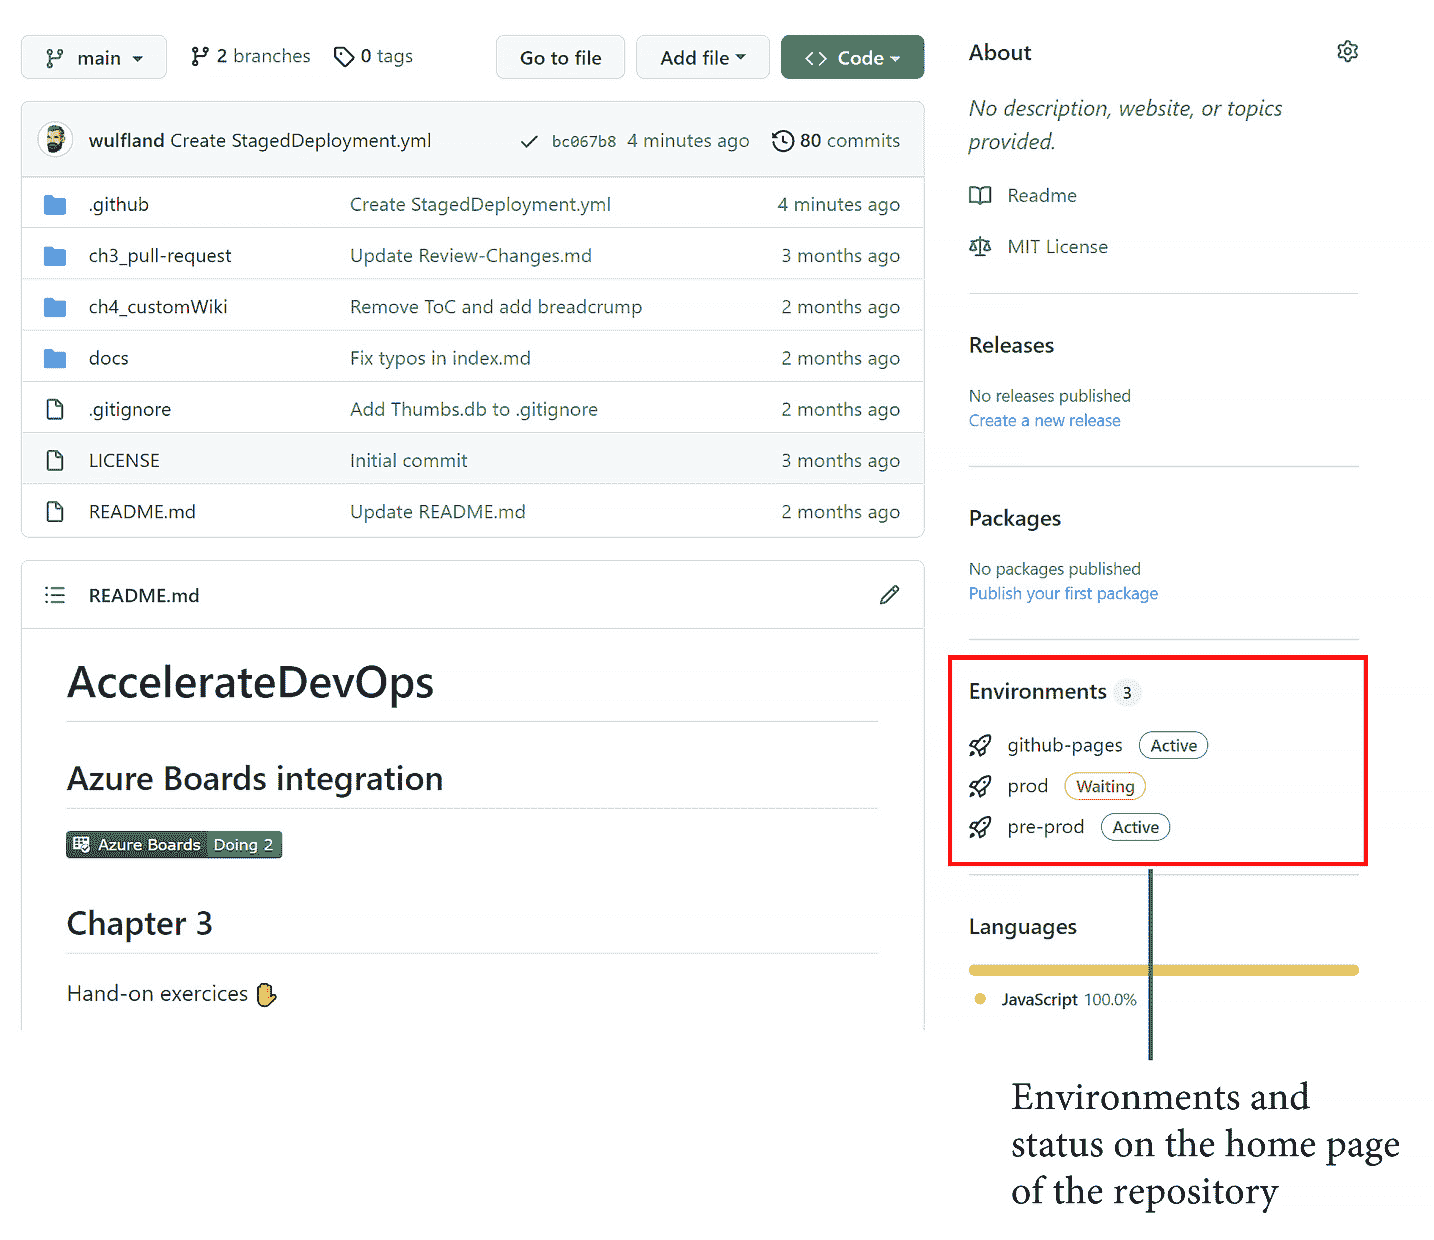 main
2 branches
0 tags
Go to file
Add file
Code
wulfland Create StagedDeployment.yml
bc067b8 4 minutes ago
80 commits
.github Create StagedDeployment.yml 4 minutes ago
ch3_pull-request Update Review-Changes.md 3 months ago
ch4_customWiki Remove ToC and add breadcrump 2 months ago
docs Fix typos in index.md 2 months ago
.gitignore Add Thumbs.db to .gitignore 2 months ago
LICENSE Initial commit 3 months ago
README.md Update README.md 2 months ago
README.md
AccelerateDevOps
Azure Boards integration
Azure Boards Doing 2
Chapter 3
Hand-on exercices
About
No description, website, or topics
provided.
Readme
MIT License
Releases
No releases published
Create a new release
Packages
No packages published
Publish your first package
Environments 3
github-pages Active
prod Waiting
pre-prod Active
Languages
JavaScript 100.0%
Environments and
status on the home page
of the repository